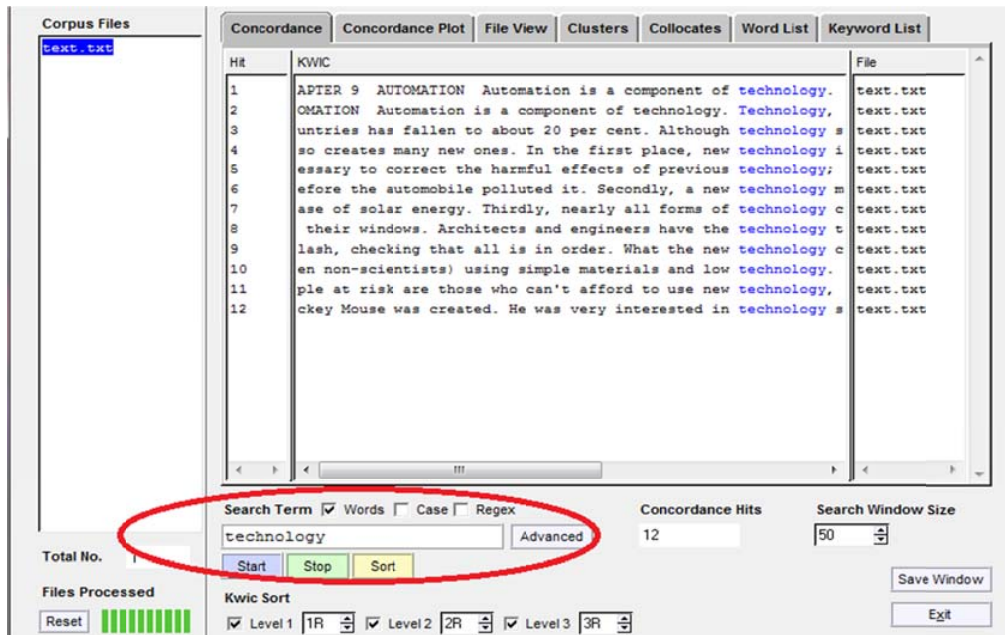 Corpus Files
text.txt
Total No.
Files Processed
Reset
Concordance Concordance Plot File View Clusters Collocates Word List Keyword List
Hit KWIC File
1 APTER 9  AUTOMATION  Automation is a component of technology. text.txt
2 OMATION  Automation is a component of technology. Technology, text.txt
3 untries has fallen to about 20 per cent. Although technology s text.txt
4 so creates many new ones. In the first place, new technology i text.txt
5 essary to correct the harmful effects of previous technology; text.txt
6 efore the automobile polluted it. Secondly, a new technology m text.txt
7 ase of solar energy. Thirdly, nearly all forms of technology c text.txt
8 their windows. Architects and engineers have the technology t text.txt
9 lash, checking that all is in order. What the new technology c text.txt
10 en non-scientists) using simple materials and low technology. text.txt
11 ple at risk are those who can't afford to use new technology, text.txt
12 ckey Mouse was created. He was very interested in technology s text.txt
Search Term Words Case Regex Concordance Hits Search Window Size
technology Advanced 12 50
Start Stop Sort
Save Window
Kwic Sort
Exit
Level 1 1R Level 2 2R Level 3 3R